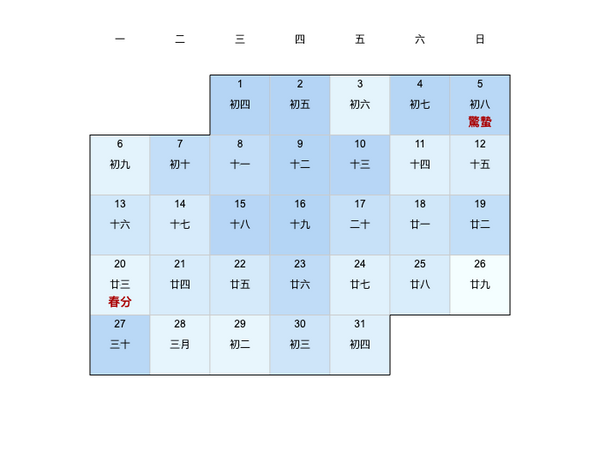 一 二 三 四 五 六 日
1 2 3 4 5
初四 初五 初六 初七 初八
驚蟄
6 7 8 9 10 11 12
初九 初十 十一 十二 十三 十四 十五
13 14 15 16 17 18 19
十六 十七 十八 十九 二十 廿一 廿二
20 21 22 23 24 25 26
廿三 廿四 廿五 廿六 廿七 廿八 廿九
春分
27 28 29 30 31
三十 三月 初二 初三 初四